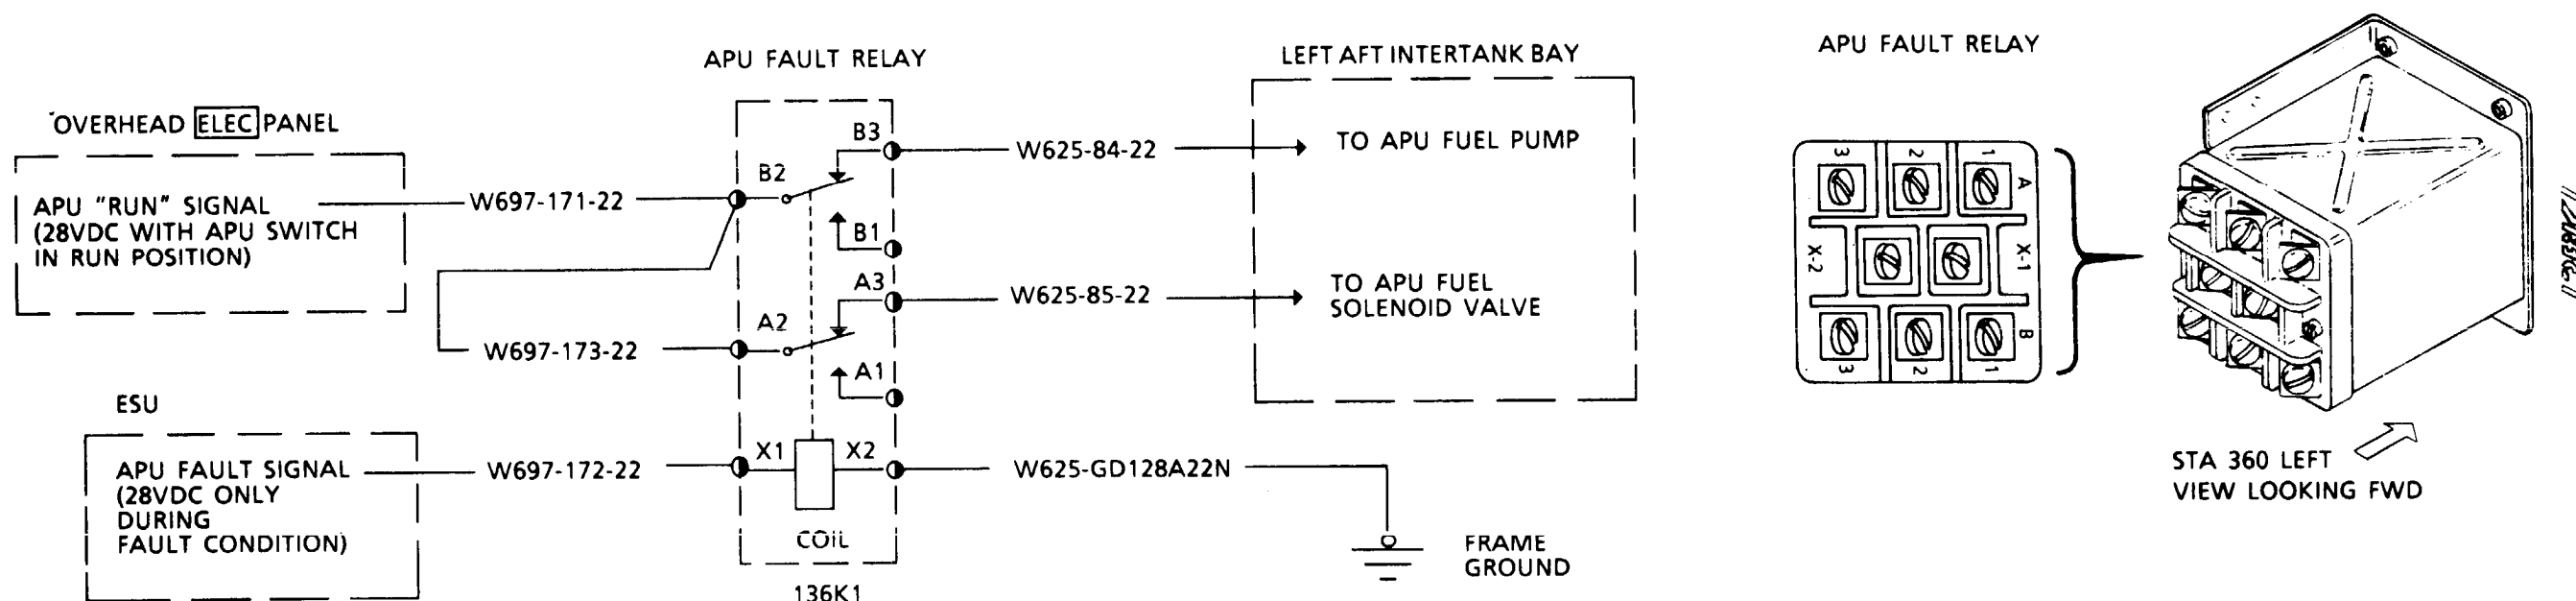 APU FAULT RELAY
LEFT AFT INTERTANK BAY
OVERHEAD ELEC PANEL
APU "RUN" SIGNAL
(28VDC WITH APU SWITCH
IN RUN POSITION)
W697-171-22
B2
B3
W625-84-22
TO APU FUEL PUMP
B1
A3
W625-85-22
TO APU FUEL
SOLENOID VALVE
A2
W697-173-22
A1
ESU
APU FAULT SIGNAL
(28VDC ONLY
DURING
FAULT CONDITION)
W697-172-22
X1
X2
W625-GD128A22N
COIL
136K1
FRAME
GROUND
APU FAULT RELAY
3
2
1
A
X-2
X-1
B
3
2
1
STA 360 LEFT
VIEW LOOKING FWD